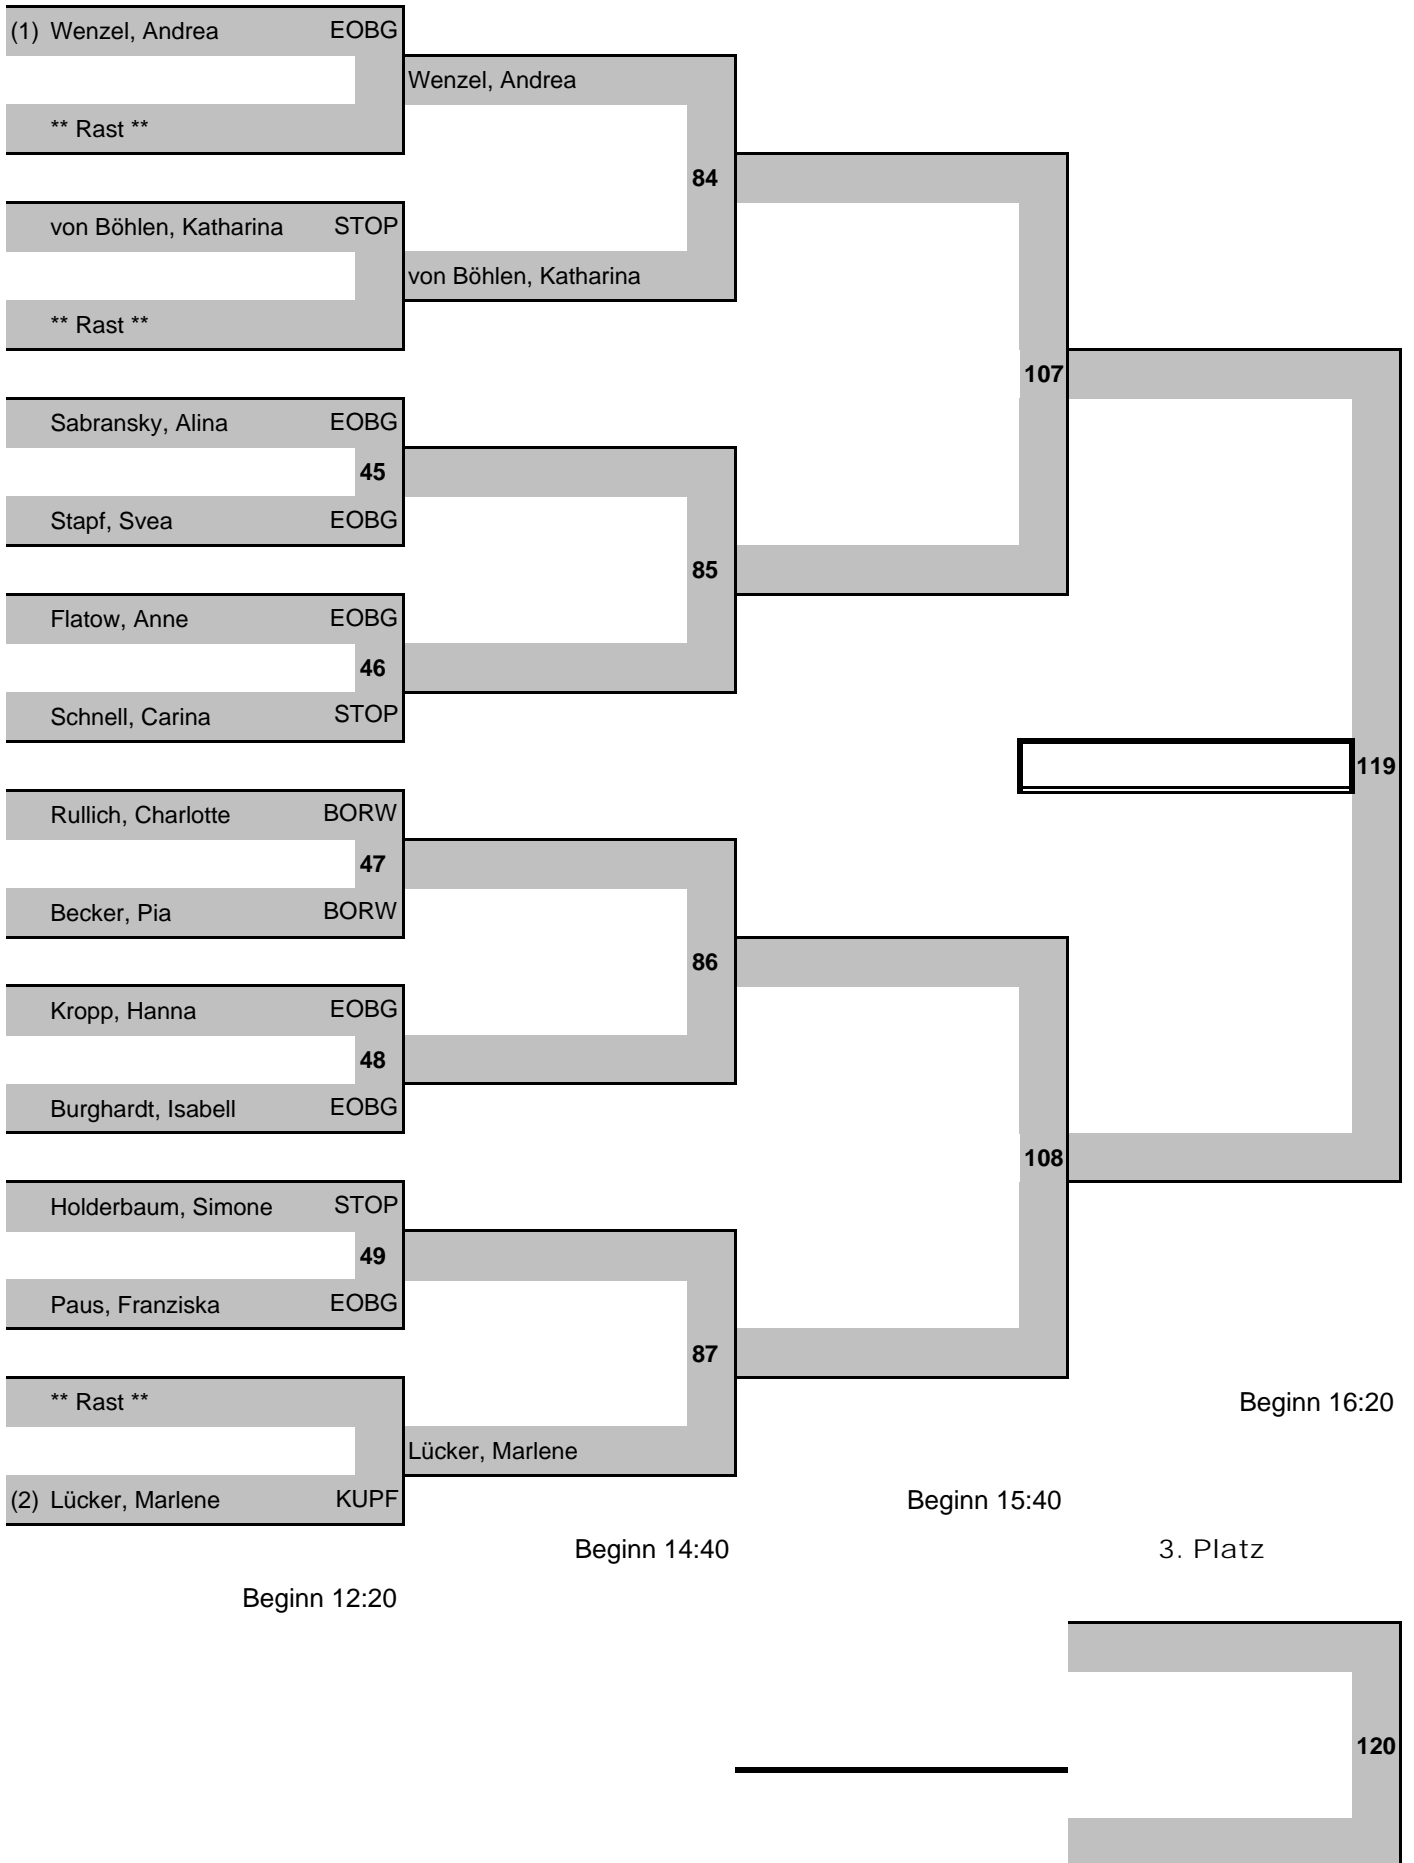 (1) Wenzel, Andrea EOBG
Wenzel, Andrea
** Rast **
84
von Böhlen, Katharina STOP
von Böhlen, Katharina
** Rast **
107
Sabransky, Alina EOBG
45
Stapf, Svea EOBG
85
Flatow, Anne EOBG
46
Schnell, Carina STOP
119
Rullich, Charlotte BORW
47
Becker, Pia BORW
86
Kropp, Hanna EOBG
48
Burghardt, Isabell EOBG
108
Holderbaum, Simone STOP
49
Paus, Franziska EOBG
87
** Rast **
Beginn 16:20
Lücker, Marlene
(2) Lücker, Marlene KUPF
Beginn 15:40
Beginn 14:40
3. Platz
Beginn 12:20
120